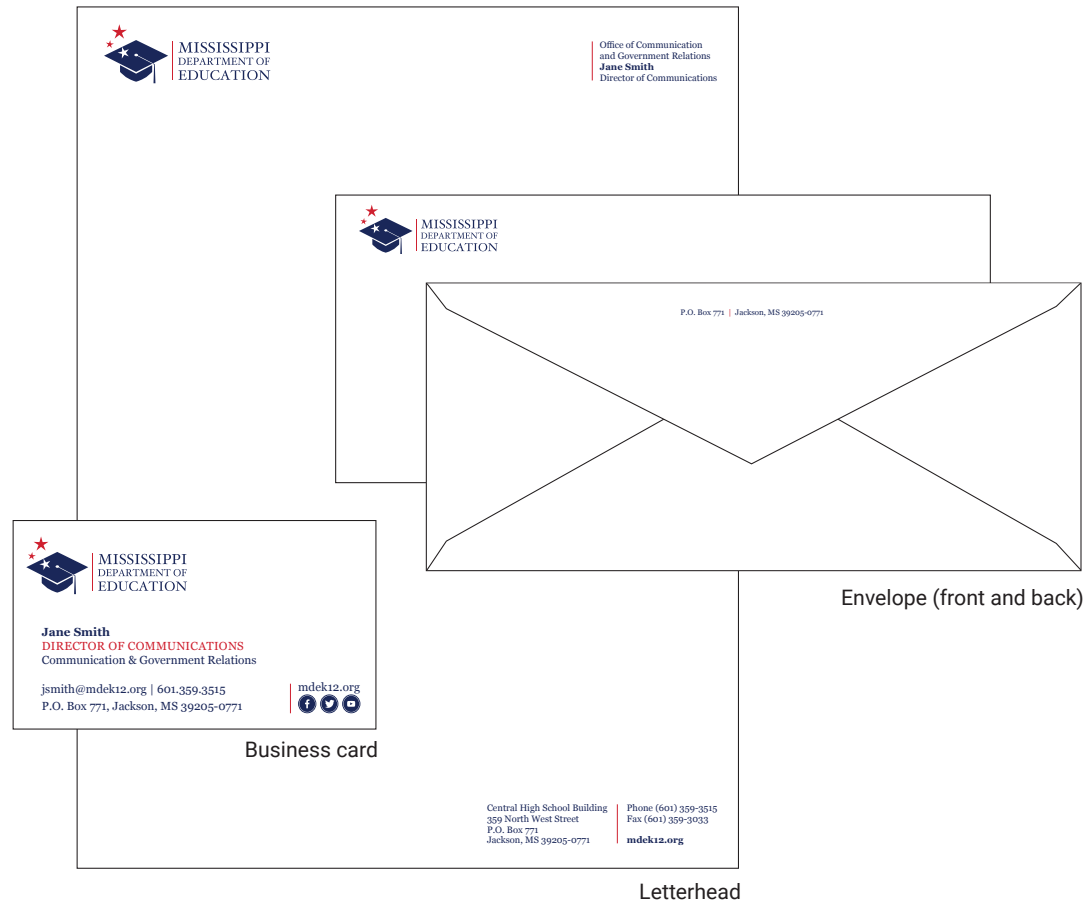 MISSISSIPPI
DEPARTMENT OF
EDUCATION
Office of Communication
and Government Relations
Jane Smith
Director of Communications
MISSISSIPPI
DEPARTMENT OF
EDUCATION
P.O. Box 771 | Jackson, MS 39205-0771
Envelope (front and back)
MISSISSIPPI
DEPARTMENT OF
EDUCATION
Jane Smith
DIRECTOR OF COMMUNICATIONS
Communication & Government Relations
jsmith@mdek12.org | 601.359.3515
P.O. Box 771, Jackson, MS 39205-0771
mdek12.org
Business card
Central High School Building
359 North West Street
P.O. Box 771
Jackson, MS 39205-0771
Phone (601) 359-3515
Fax (601) 359-3033
mdek12.org
Letterhead